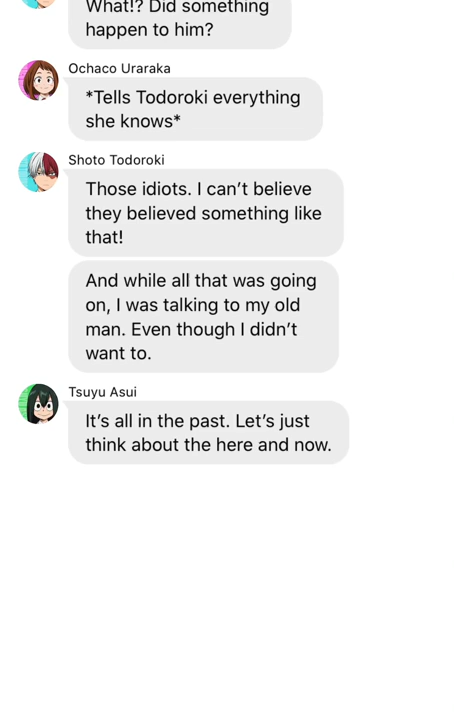 What!? Did something
happen to him?
Ochaco Uraraka
*Tells Todoroki everything
she knows*
Shoto Todoroki
Those idiots. I can’t believe
they believed something like
that!
And while all that was going
on, I was talking to my old
man. Even though I didn’t
want to.
Tsuyu Asui
It’s all in the past. Let’s just
think about the here and now.